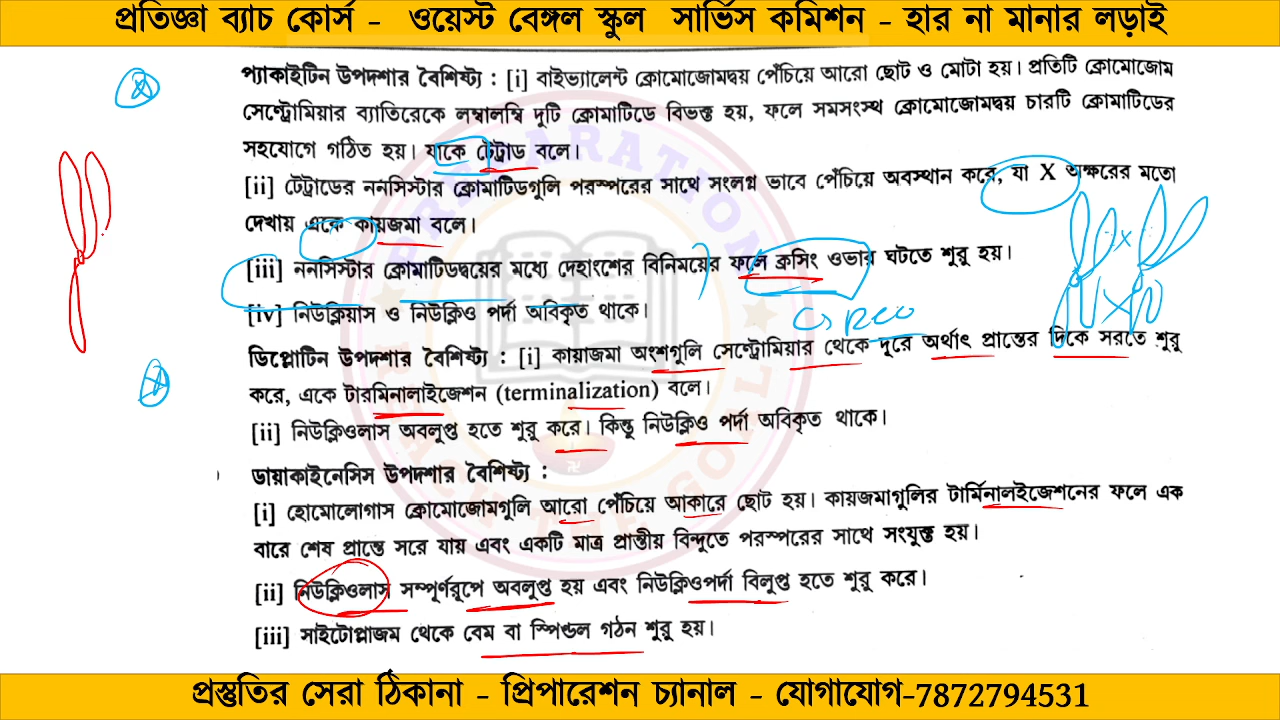 প্রতিজ্ঞা ব্যাচ কোর্স - ওয়েস্ট বেঙ্গল স্কুল সার্ভিস কমিশন - হার না মানার লড়াই
প্যাকাইটিন উপদশার বৈশিষ্ট্য : [i] বাইভ্যালেন্ট ক্রোমোজোমদ্বয় পেঁচিয়ে আরো ছোট ও মোটা হয়। প্রতিটি ক্রোমোজোম
সেন্ট্রোমিয়ার ব্যাতিরেকে লম্বালম্বি দুটি ক্রোমাটিডে বিভক্ত হয়, ফলে সমসংস্থ ক্রোমোজোমদ্বয় চারটি ক্রোমাটিডের
সহযোগে গঠিত হয়। যাকে টেট্রাড বলে।
[ii] টেট্রাডের ননসিস্টার ক্রোমাটিডগুলি পরস্পরের সাথে সংলগ্ন ভাবে পেঁচিয়ে অবস্থান করে, যা X অক্ষরের মতো
দেখায় একে কায়জমা বলে।
[iii] ননসিস্টার ক্রোমাটিডদ্বয়ের মধ্যে দেহাংশের বিনিময়ের ফলে ক্রসিং ওভার ঘটতে শুরু হয়।
[iv] নিউক্লিয়াস ও নিউক্লিও পর্দা অবিকৃত থাকে।
ডিপ্লোটিন উপদশার বৈশিষ্ট্য : [i] কায়াজমা অংশগুলি সেন্ট্রোমিয়ার থেকে দূরে অর্থাৎ প্রান্তের দিকে সরতে শুরু
করে, একে টারমিনালাইজেশন (terminalization) বলে।
[ii] নিউক্লিওলাস অবলুপ্ত হতে শুরু করে। কিন্তু নিউক্লিও পর্দা অবিকৃত থাকে।
ডায়াকাইনেসিস উপদশার বৈশিষ্ট্য :
[i] হোমোলোগাস ক্রোমোজোমগুলি আরো পেঁচিয়ে আকারে ছোট হয়। কায়জমাগুলির টার্মিনালইজেশনের ফলে এক
বারে শেষ প্রান্তে সরে যায় এবং একটি মাত্র প্রান্তীয় বিন্দুতে পরস্পরের সাথে সংযুক্ত হয়।
[ii] নিউক্লিওলাস সম্পূর্ণরূপে অবলুপ্ত হয় এবং নিউক্লিওপর্দা বিলুপ্ত হতে শুরু করে।
[iii] সাইটোপ্লাজম থেকে বেম বা স্পিন্ডল গঠন শুরু হয়।
প্রস্তুতির সেরা ঠিকানা - প্রিপারেশন চ্যানাল - যোগাযোগ-7872794531